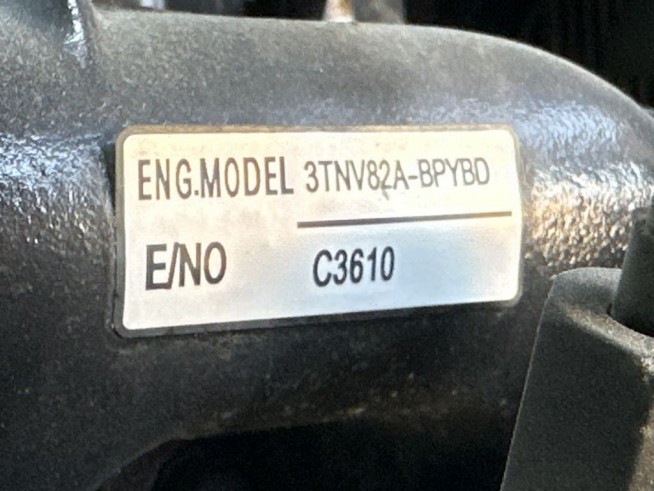 ENG.MODEL 3TNV82A-BPYBD
E/NO C3610